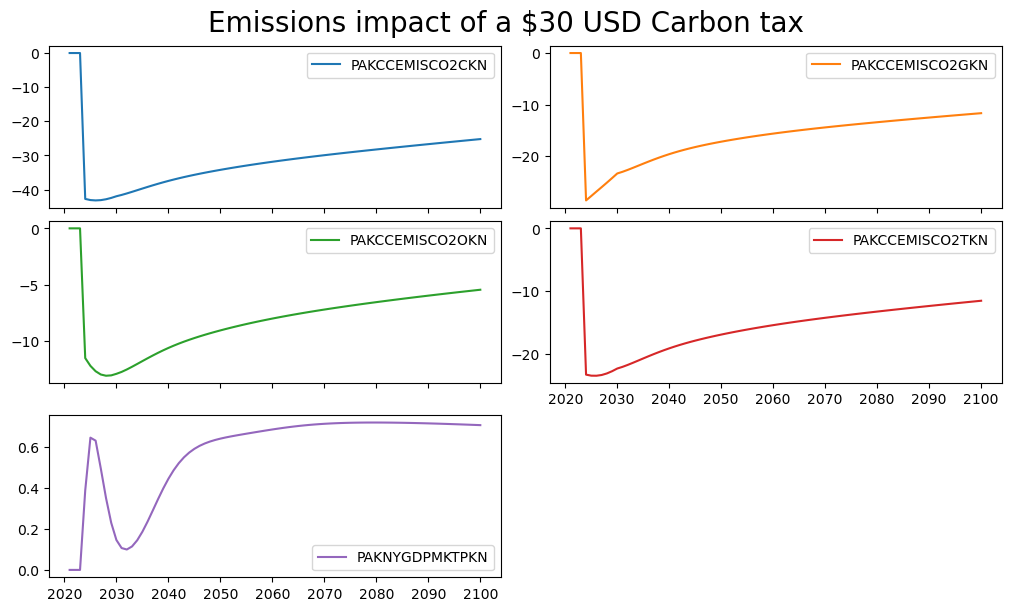 Emissions impact of a $30 USD Carbon tax
0
−10
−20
−30
−40
PAKCCEMISCO2CKN
0
−10
−20
PAKCCEMISCO2GKN
0
−5
−10
PAKCCEMISCO2OKN
0
−10
−20
PAKCCEMISCO2TKN
2020 2030 2040 2050 2060 2070 2080 2090 2100
0.6
0.4
0.2
0.0
PAKNYGDPMKTPKN
2020 2030 2040 2050 2060 2070 2080 2090 2100